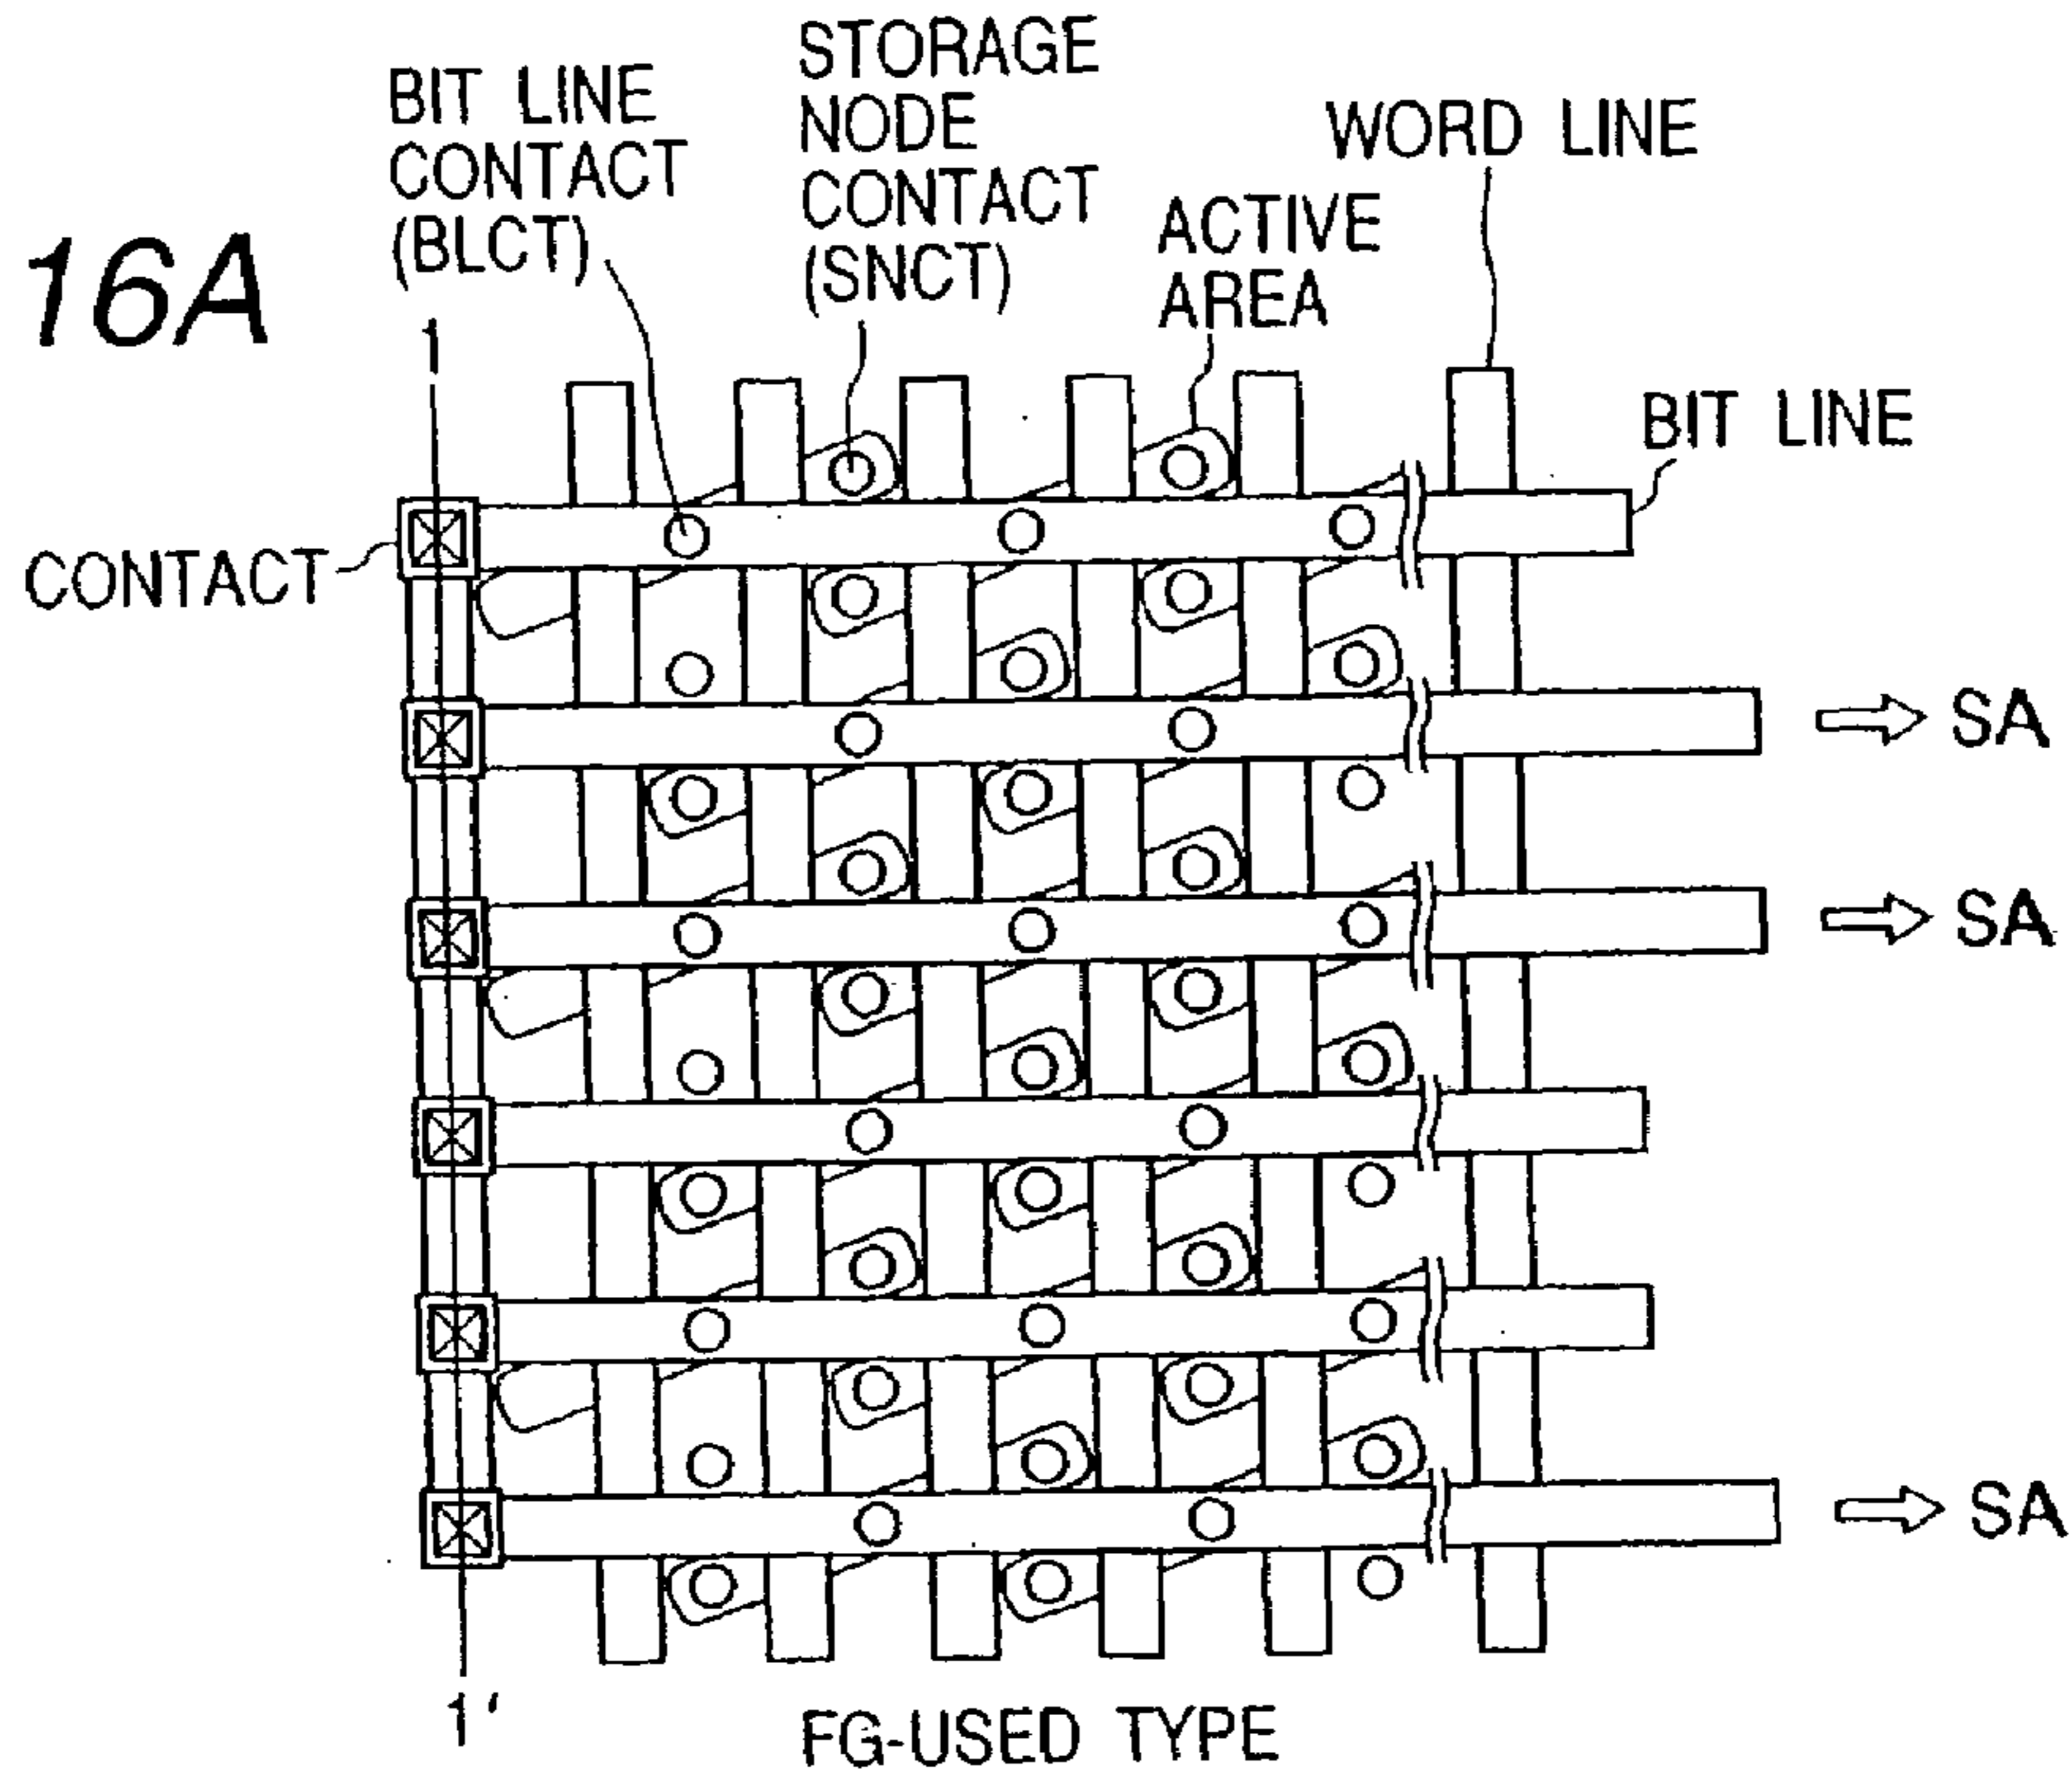 16A
BIT LINE
CONTACT
(BLCT)
STORAGE
NODE
CONTACT
(SNCT)
ACTIVE
AREA
WORD LINE
BIT LINE
1
CONTACT
SA
SA
SA
1'
FG-USED TYPE